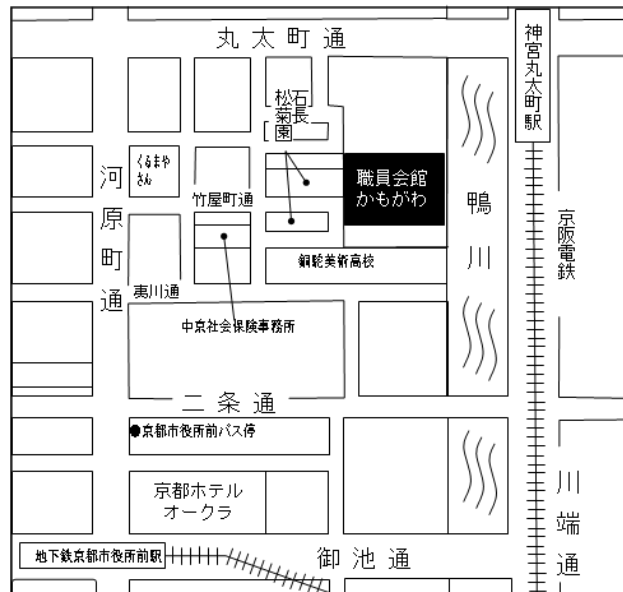 丸太町通
神宮丸太町駅
松石
菊長
園
くるまや
さん
職員会館
かもがわ
河原町通
竹屋町通
鴨川
京阪電鉄
銅駝美術高校
夷川通
中京社会保険事務所
二条通
●京都市役所前バス停
京都ホテル
オークラ
川端通
地下鉄京都市役所前駅
御池通